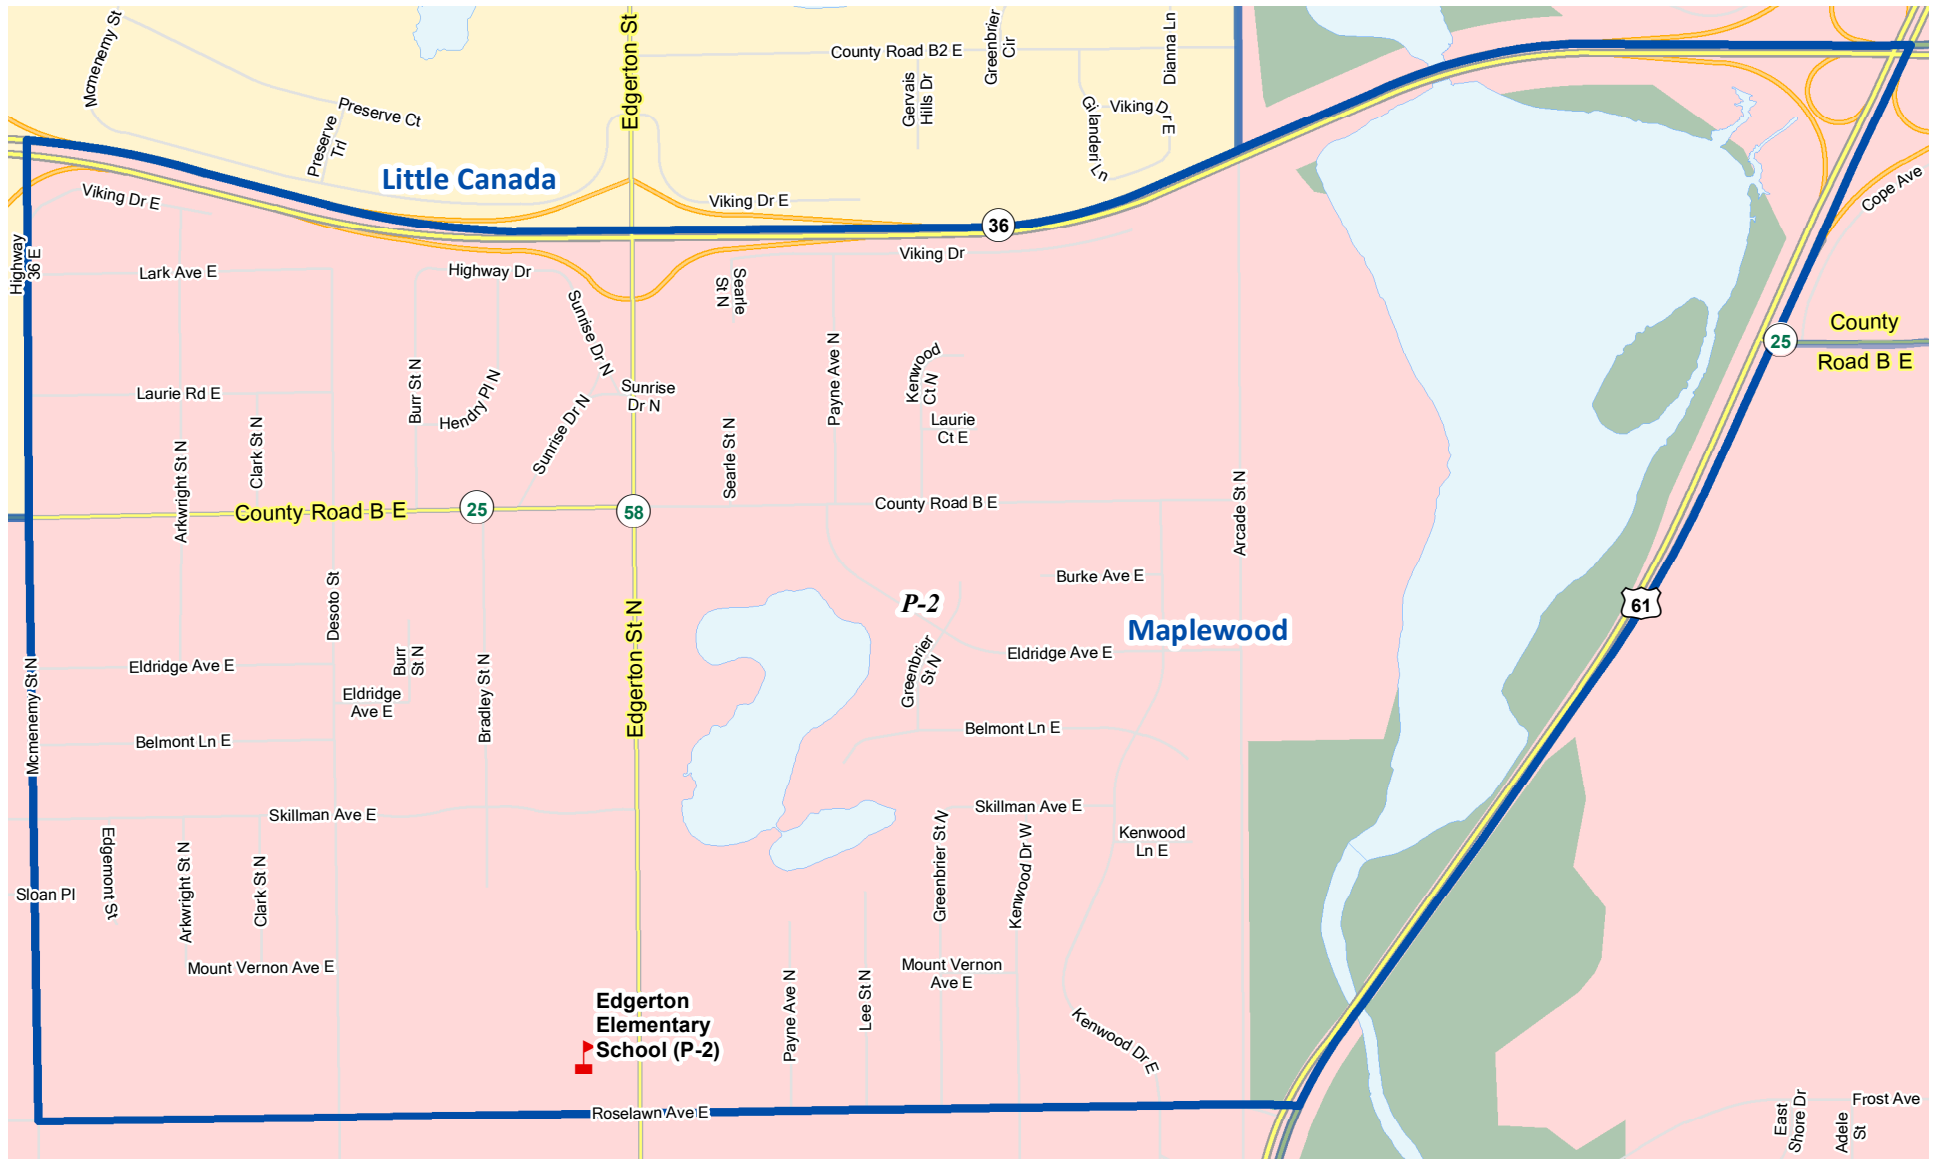 Mcmenemy St
Edgerton St
County Road B2 E
Greenbrier
Cir
Dianna Ln
Gervais
Hills Dr
Preserve Ct
Preserve
Trl
Viking Dr E
Gilanderi Ln
Little Canada
Viking Dr E
Viking Dr E
36
Cope Ave
Highway
36 E
Lark Ave E
Highway Dr
Viking Dr
Searle
St N
Sunrise Dr N
25
County
Road B E
Payne Ave N
Kenwood
Ct N
Burr St N
Hendry Pl N
Laurie Rd E
Sunrise
Dr N
Laurie
Ct E
Sunrise Dr N
Clark St N
Arkwright St N
Searle St N
Arcade St N
County Road B E
25
58
County Road B E
Burke Ave E
P-2
61
Desoto St
Maplewood
Edgerton St N
Burr
St N
Greenbrier
St N
Eldridge Ave E
Eldridge Ave E
Eldridge
Ave E
Bradley St N
Mcmenemy St N
Belmont Ln E
Belmont Ln E
Skillman Ave E
Skillman Ave E
Edgemont St
Arkwright St N
Clark St N
Greenbrier St N
Kenwood Dr W
Kenwood
Ln E
Sloan Pl
Mount Vernon Ave E
Mount Vernon
Ave E
Payne Ave N
Lee St N
Edgerton
Elementary
School (P-2)
Kenwood Dr E
Roselawn Ave E
East
Shore Dr
Adele
St
Frost Ave